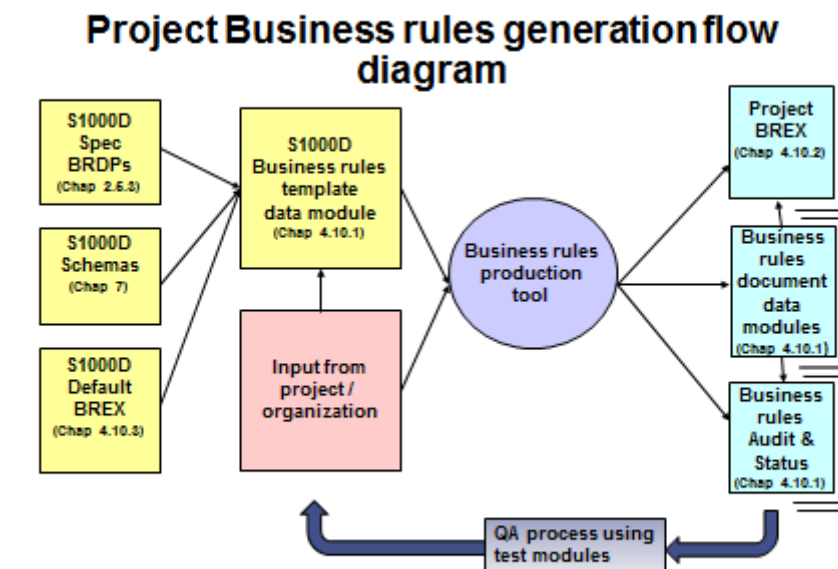 Project Business rules generation flow
diagram
S1000D
Spec
BRDPs
(Chap 2.5.3)
S1000D
Schemas
(Chap 7)
S1000D
Default
BREX
(Chap 4.10.3)
S1000D
Business rules
template
data module
(Chap 4.10.1)
Input from
project /
organization
Business rules
production
tool
Project
BREX
(Chap 4.10.2)
Business
rules
document
data
modules
(Chap 4.10.1)
Business
rules
Audit &
Status
(Chap 4.10.1)
QA process using
test modules